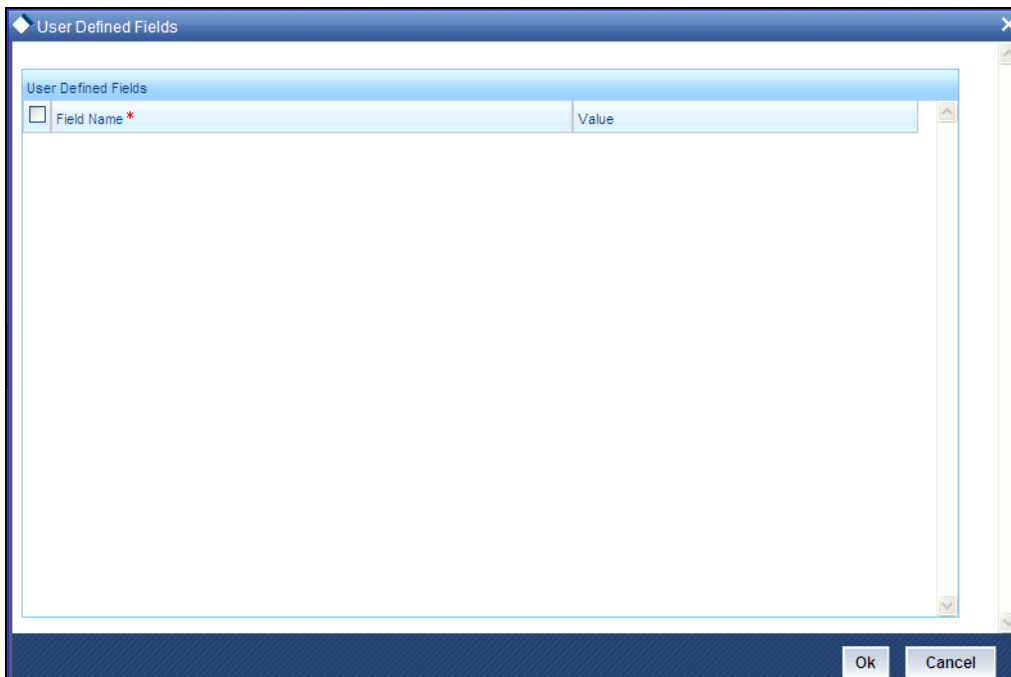 User Defined Fields
User Defined Fields
Field Name * Value
Ok Cancel